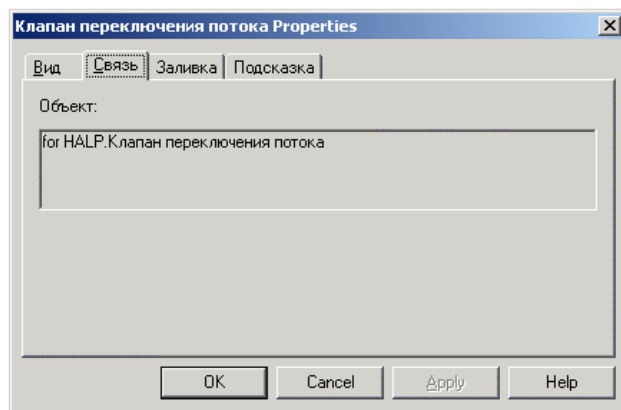 Клапан переключения потока Properties
Вид Связь Заливка Подсказка
Объект:
for HALP.Клапан переключения потока
OK Cancel Apply Help